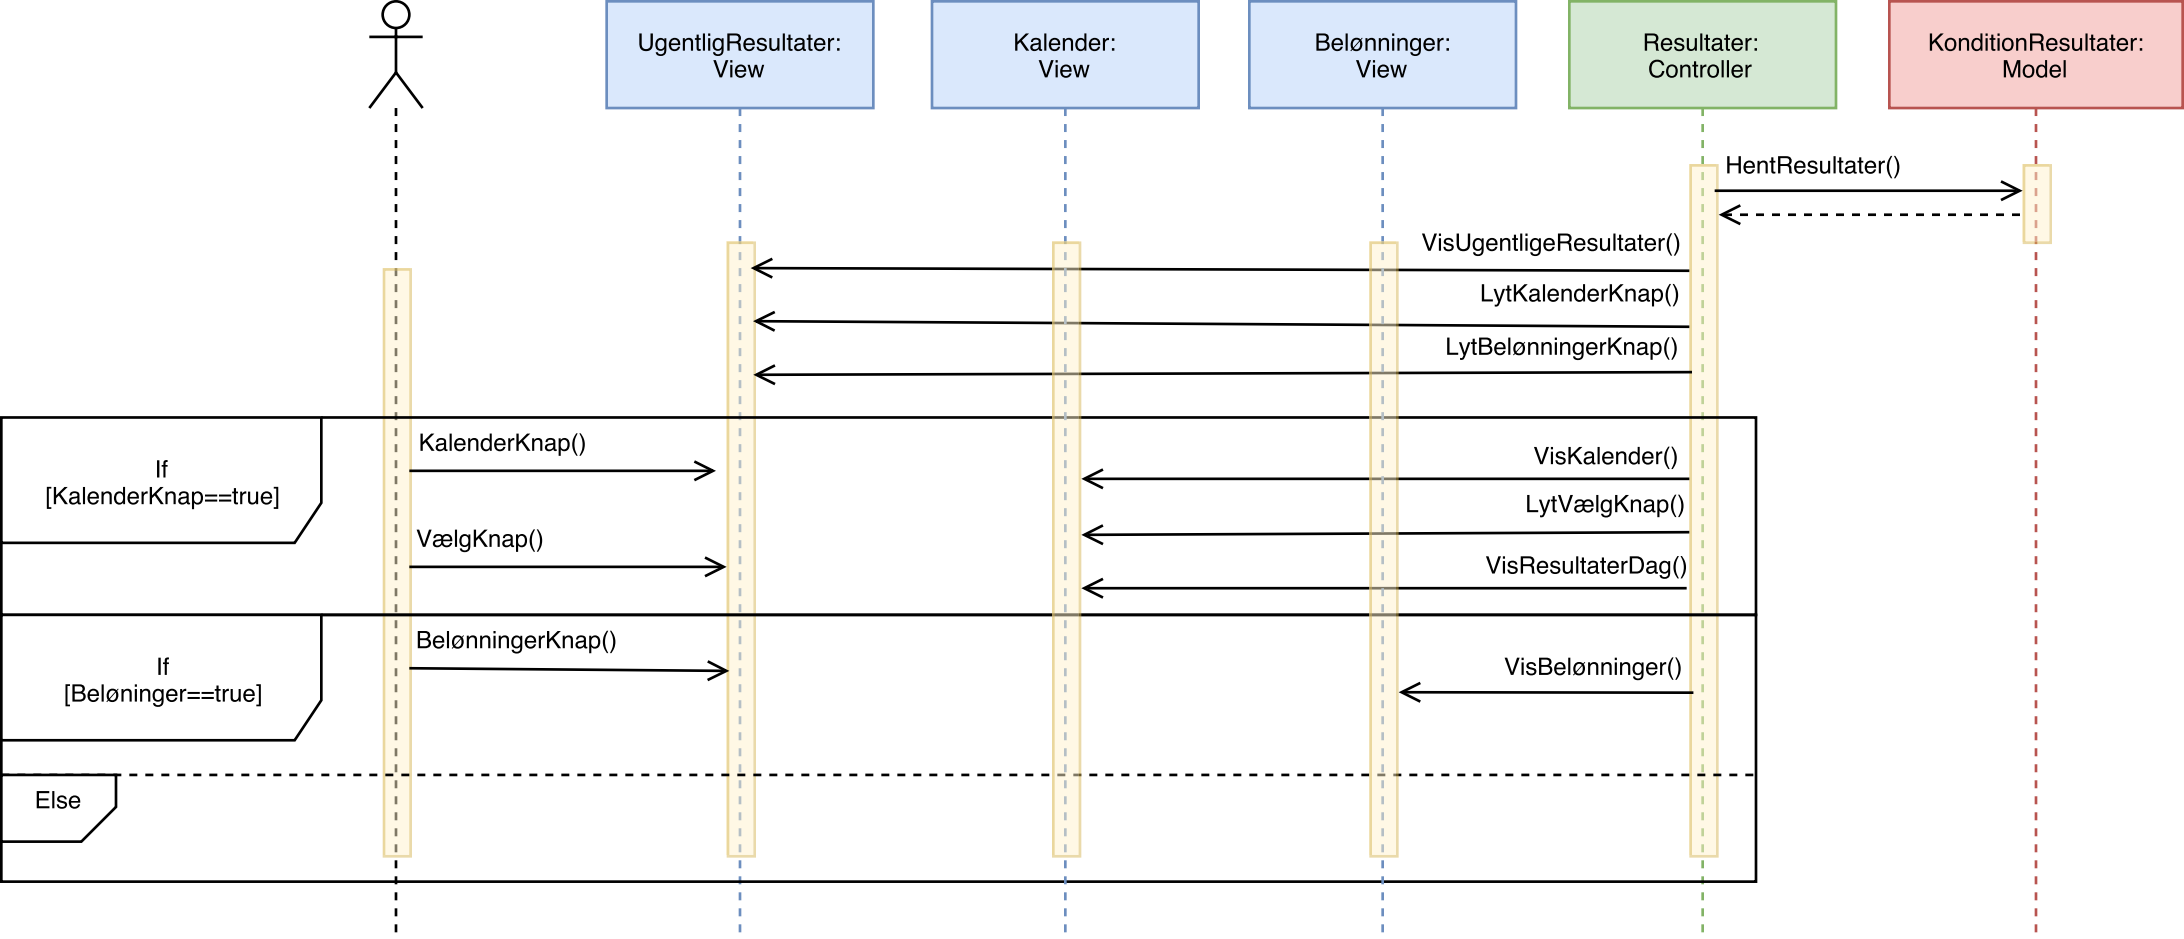 UgentligResultater:
View
Kalender:
View
Belønninger:
View
Resultater:
Controller
KonditionResultater:
Model
HentResultater()
VisUgentligeResultater()
LytKalenderKnap()
LytBelønningerKnap()
If
[KalenderKnap==true]
KalenderKnap()
VisKalender()
LytVælgKnap()
VælgKnap()
VisResultaterDag()
If
[Beløninger==true]
BelønningerKnap()
VisBelønninger()
Else